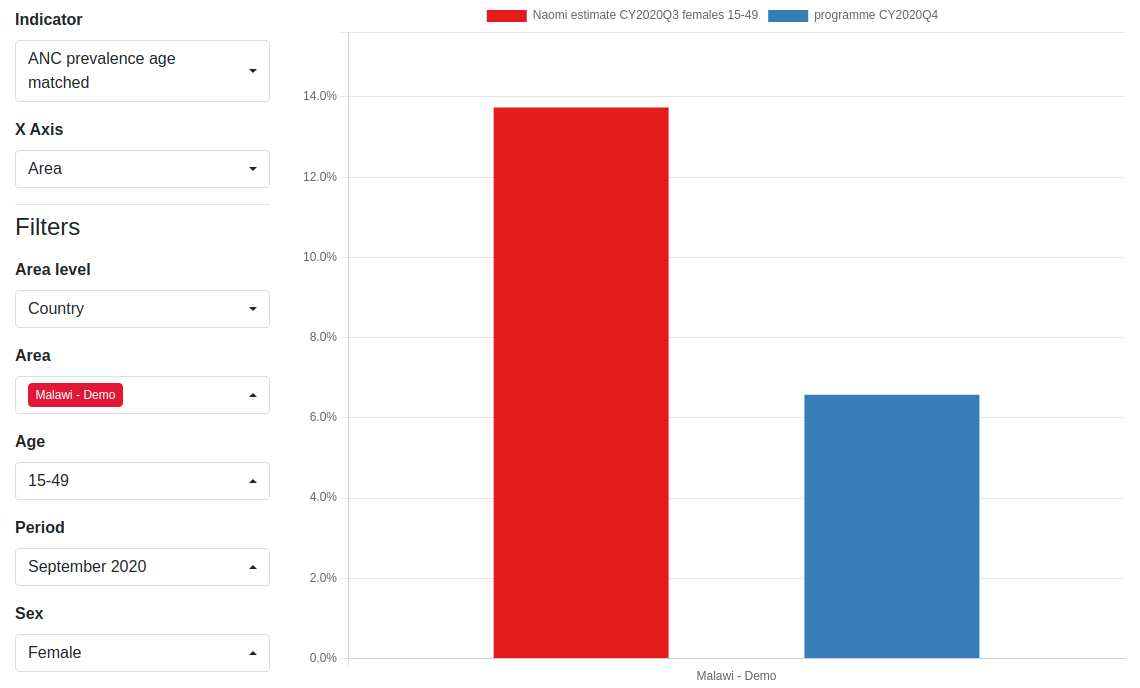 Indicator
ANC prevalence age
matched
X Axis
Area
Filters
Area level
Country
Area
Malawi - Demo
Age
15-49
Period
September 2020
Sex
Female
Naomi estimate CY2020Q3 females 15-49
programme CY2020Q4
14.0%
12.0%
10.0%
8.0%
6.0%
4.0%
2.0%
0.0%
Malawi - Demo